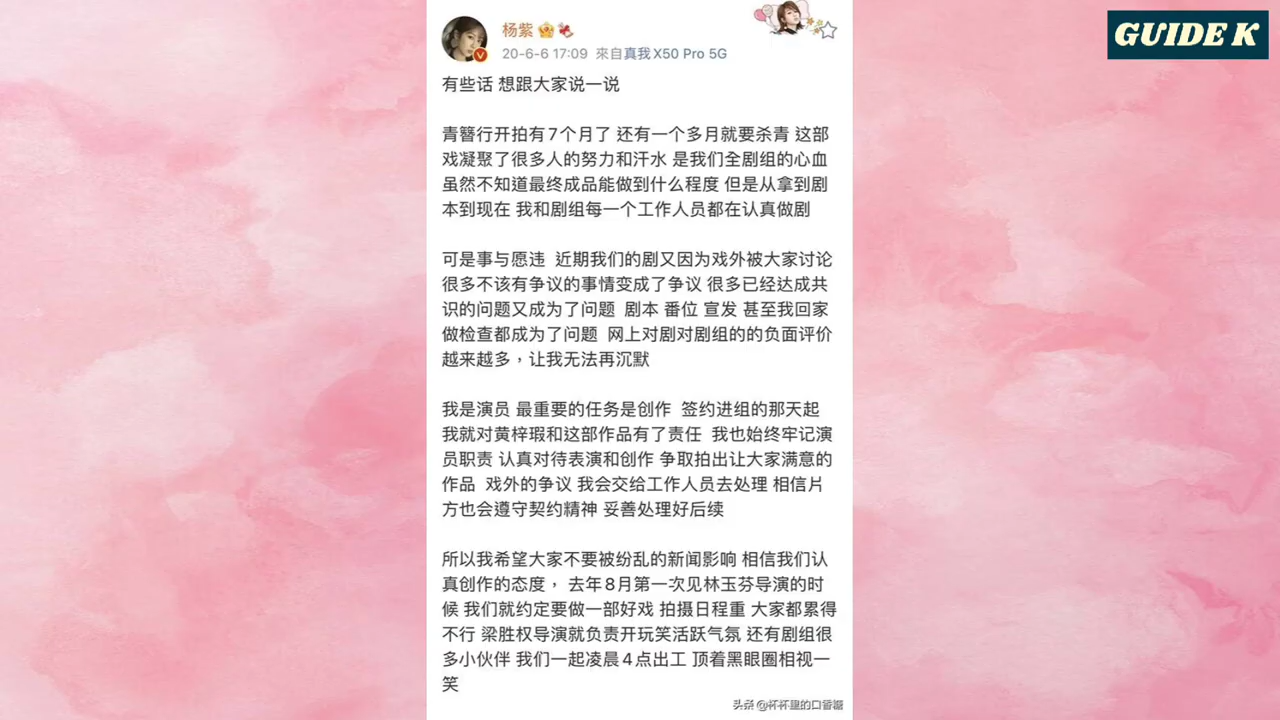 GUIDE K
杨紫
20-6-6 17:09 來自真我X50 Pro 5G
有些话 想跟大家说一说
青簪行开拍有7个月了 还有一个多月就要杀青 这部
戏凝聚了很多人的努力和汗水 是我们全剧组的心血
虽然不知道最终成品能做到什么程度 但是从拿到剧
本到现在 我和剧组每一个工作人员都在认真做剧
可是事与愿违 近期我们的剧又因为戏外被大家讨论
很多不该有争议的事情变成了争议 很多已经达成共
识的问题又成为了问题 剧本 番位 宣发 甚至我回家
做检查都成为了问题 网上对剧对剧组的的负面评价
越来越多，让我无法再沉默
我是演员 最重要的任务是创作 签约进组的那天起
我就对黄梓瑕和这部作品有了责任 我也始终牢记演
员职责 认真对待表演和创作 争取拍出让大家满意的
作品 戏外的争议 我会交给工作人员去处理 相信片
方也会遵守契约精神 妥善处理好后续
所以我希望大家不要被纷乱的新闻影响 相信我们认
真创作的态度， 去年8月第一次见林玉芬导演的时
候 我们就约定要做一部好戏 拍摄日程重 大家都累得
不行 梁胜权导演就负责开玩笑活跃气氛 还有剧组很
多小伙伴 我们一起凌晨4点出工 顶着黑眼圈相视一
笑
头条 @杯杯里的口香糖